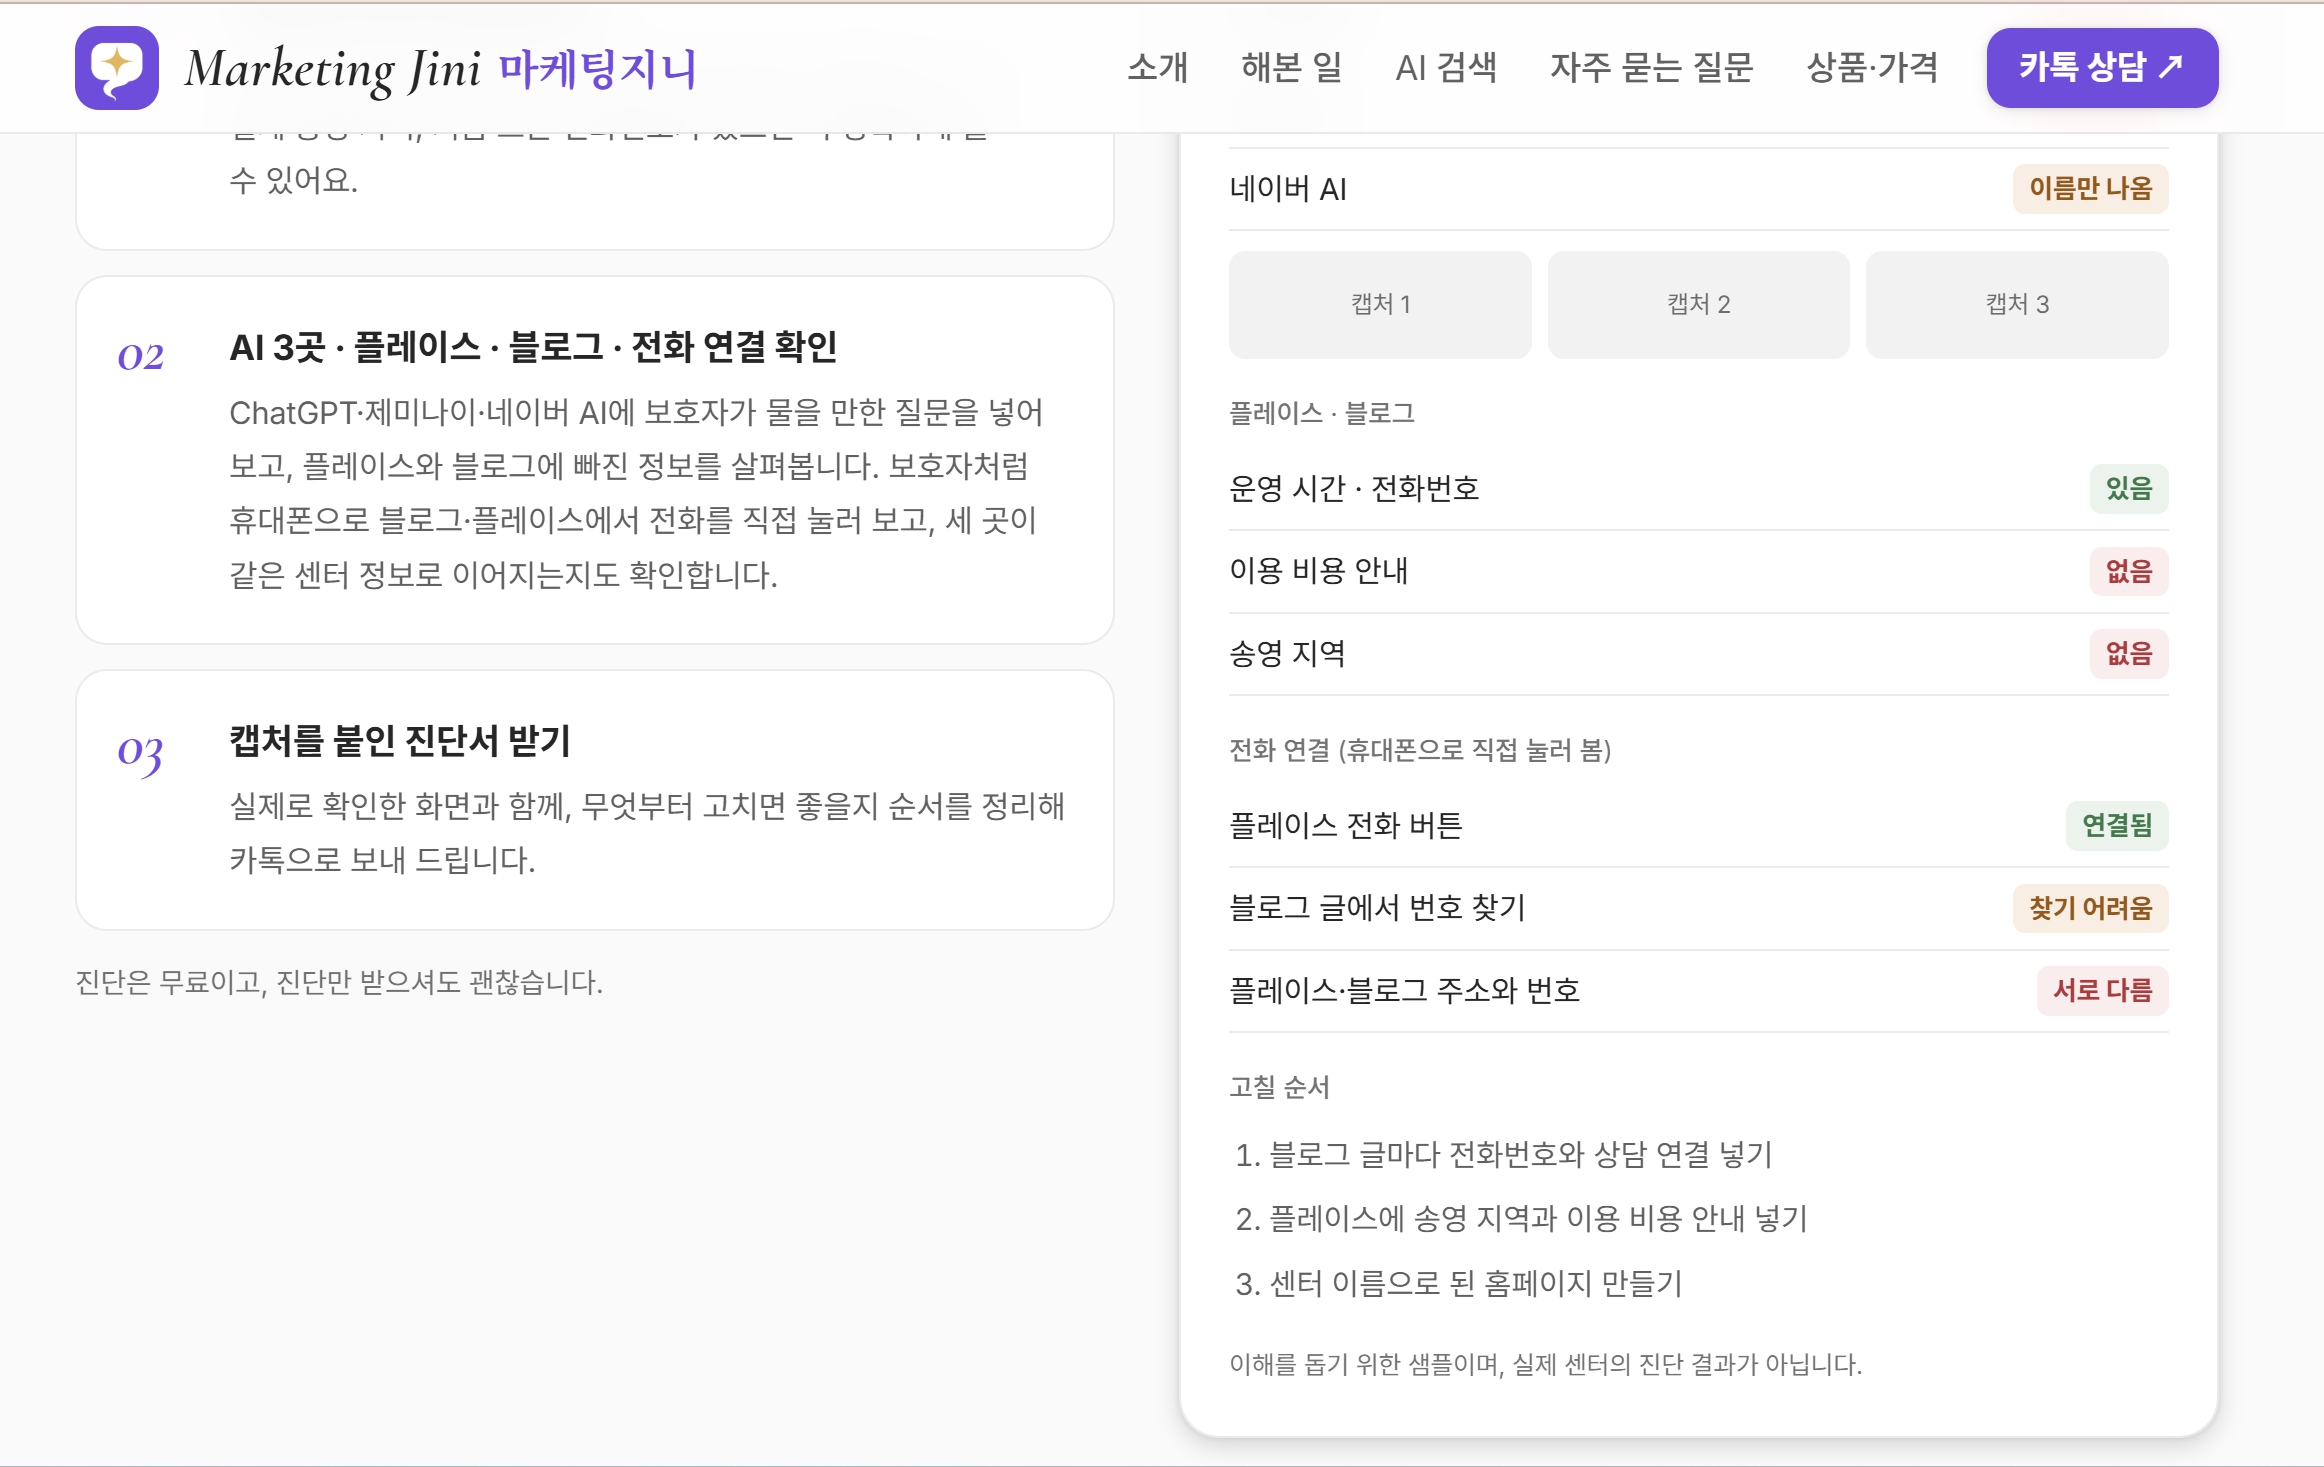 Marketing Jini 마케팅지니
소개
해본 일
AI 검색
자주 묻는 질문
상품·가격
카톡 상담 ↗
수 있어요.
02
AI 3곳 · 플레이스 · 블로그 · 전화 연결 확인
ChatGPT·제미나이·네이버 AI에 보호자가 물을 만한 질문을 넣어
보고, 플레이스와 블로그에 빠진 정보를 살펴봅니다. 보호자처럼
휴대폰으로 블로그·플레이스에서 전화를 직접 눌러 보고, 세 곳이
같은 센터 정보로 이어지는지도 확인합니다.
03
캡처를 붙인 진단서 받기
실제로 확인한 화면과 함께, 무엇부터 고치면 좋을지 순서를 정리해
카톡으로 보내 드립니다.
진단은 무료이고, 진단만 받으셔도 괜찮습니다.
네이버 AI 이름만 나옴
캡처 1
캡처 2
캡처 3
플레이스 · 블로그
운영 시간 · 전화번호 있음
이용 비용 안내 없음
송영 지역 없음
전화 연결 (휴대폰으로 직접 눌러 봄)
플레이스 전화 버튼 연결됨
블로그 글에서 번호 찾기 찾기 어려움
플레이스·블로그 주소와 번호 서로 다름
고칠 순서
1. 블로그 글마다 전화번호와 상담 연결 넣기
2. 플레이스에 송영 지역과 이용 비용 안내 넣기
3. 센터 이름으로 된 홈페이지 만들기
이해를 돕기 위한 샘플이며, 실제 센터의 진단 결과가 아닙니다.